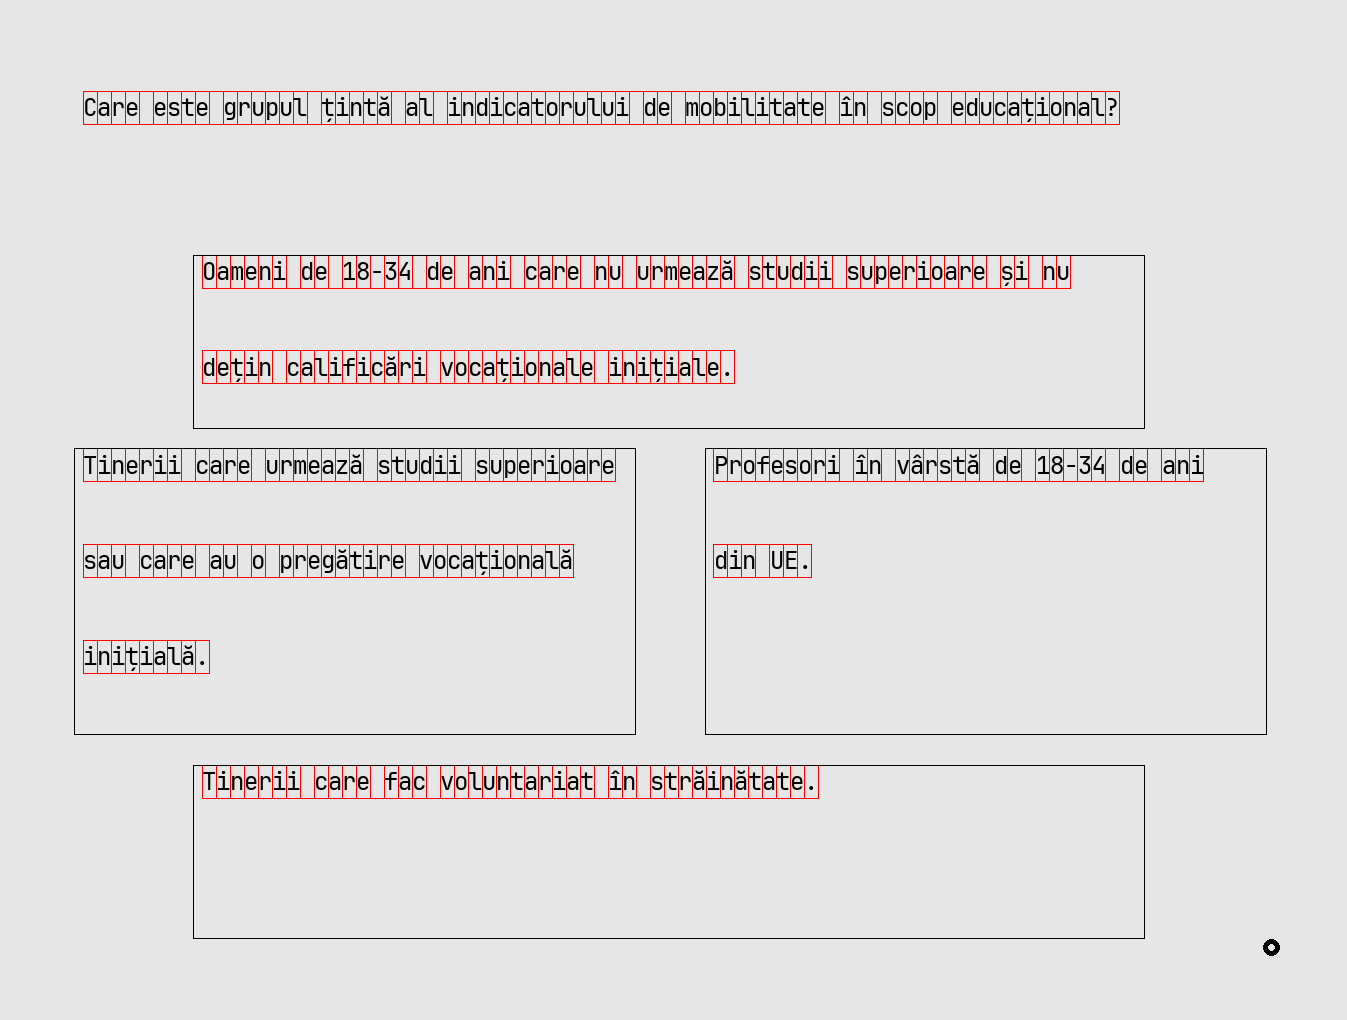 Care este grupul țintă al indicatorului de mobilitate în scop educațional?
Oameni de 18-34 de ani care nu urmează studii superioare și nu
dețin calificări vocaționale inițiale.
Tinerii care urmează studii superioare
sau care au o pregătire vocațională
inițială.
Profesori în vârstă de 18-34 de ani
din UE.
Tinerii care fac voluntariat în străinătate.